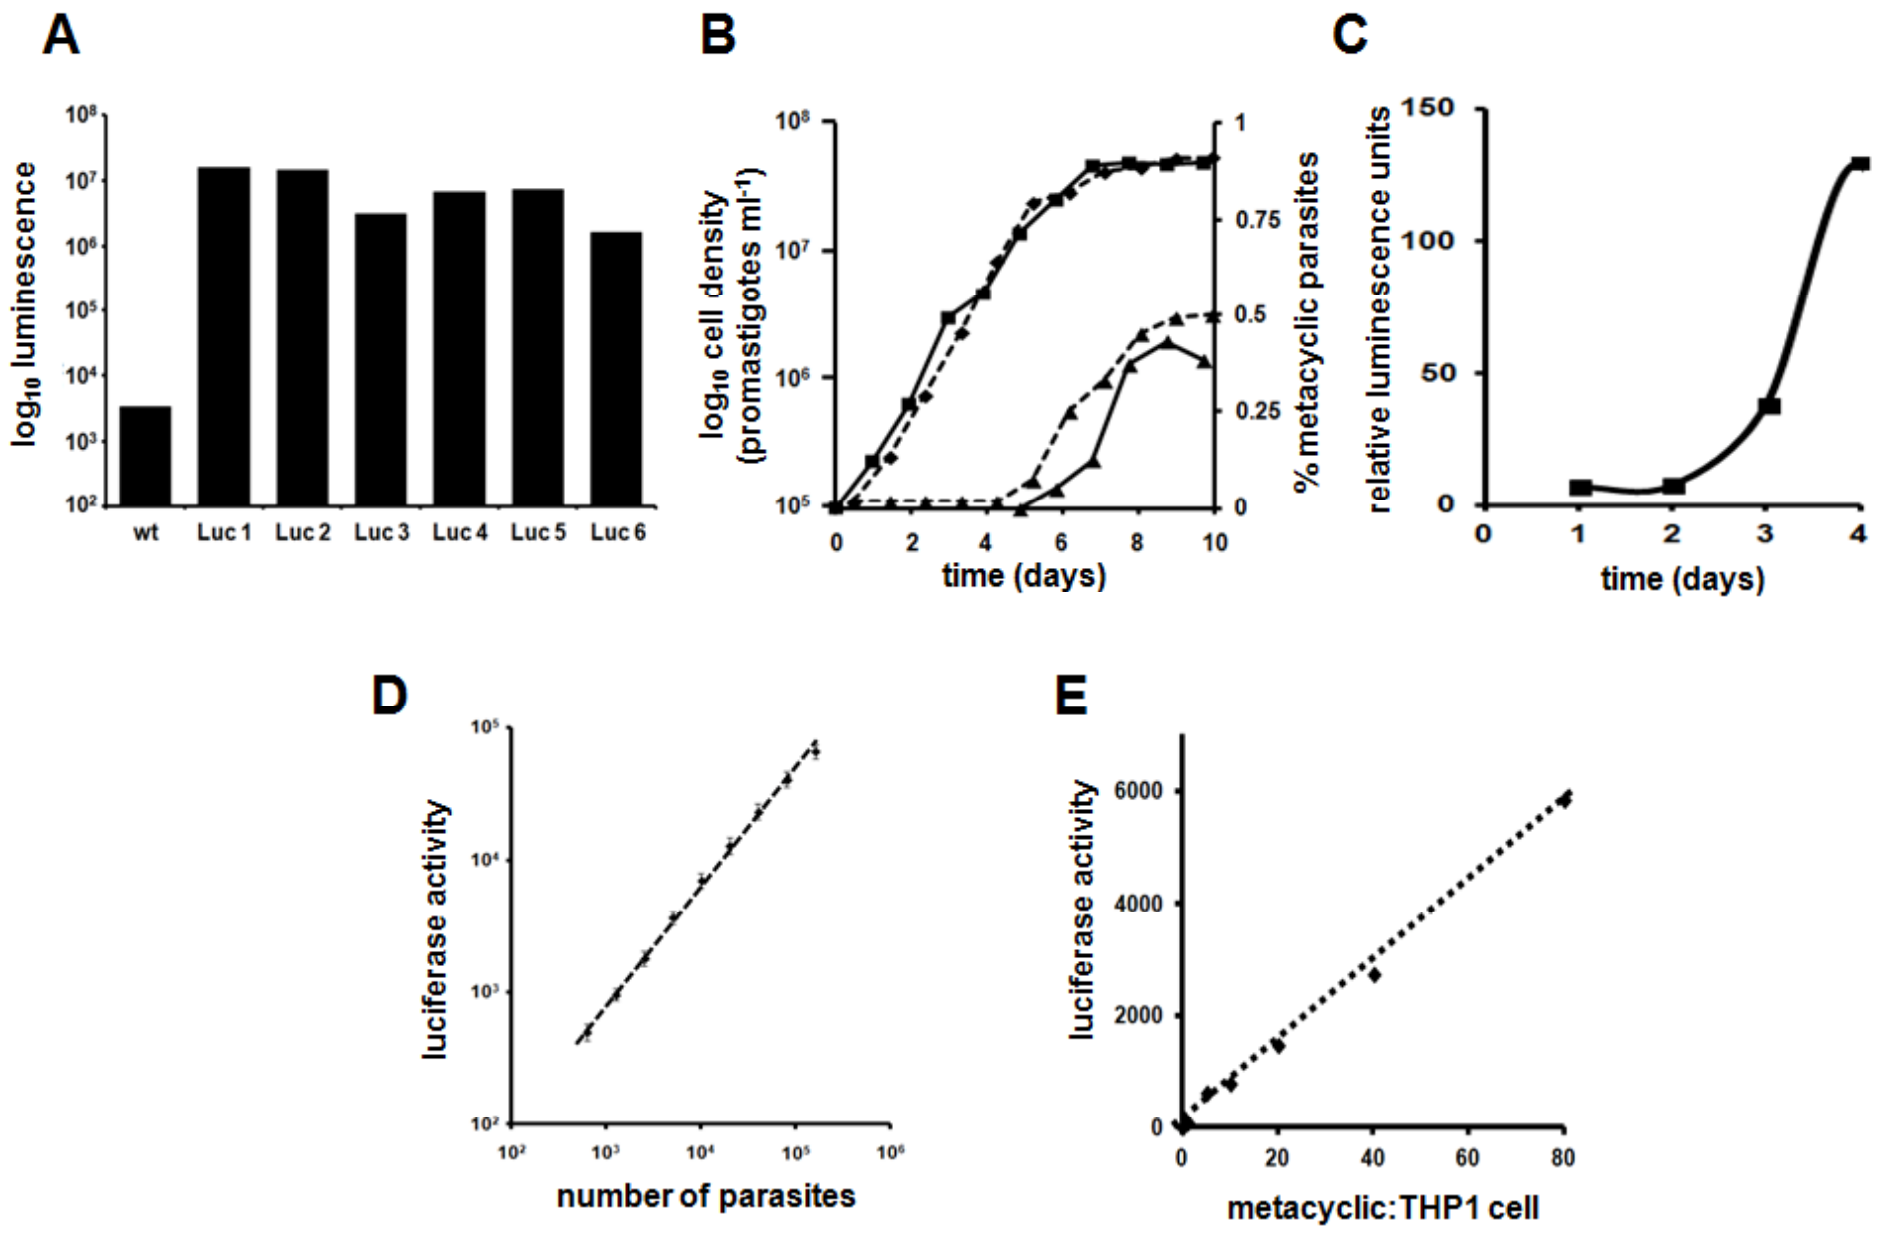 A
log₁₀ luminescence
10⁸
10⁷
10⁶
10⁵
10⁴
10³
10²
wt Luc 1 Luc 2 Luc 3 Luc 4 Luc 5 Luc 6
B
log₁₀ cell density
(promastigotes ml⁻¹)
10⁸
10⁷
10⁶
10⁵
0 2 4 6 8 10
time (days)
1
0.75
0.5
0.25
0
% metacyclic parasites
C
relative luminescence units
150
100
50
0
0 1 2 3 4
time (days)
D
luciferase activity
10⁵
10⁴
10³
10²
10² 10³ 10⁴ 10⁵ 10⁶
number of parasites
E
luciferase activity
6000
4000
2000
0
0 20 40 60 80
metacyclic:THP1 cell